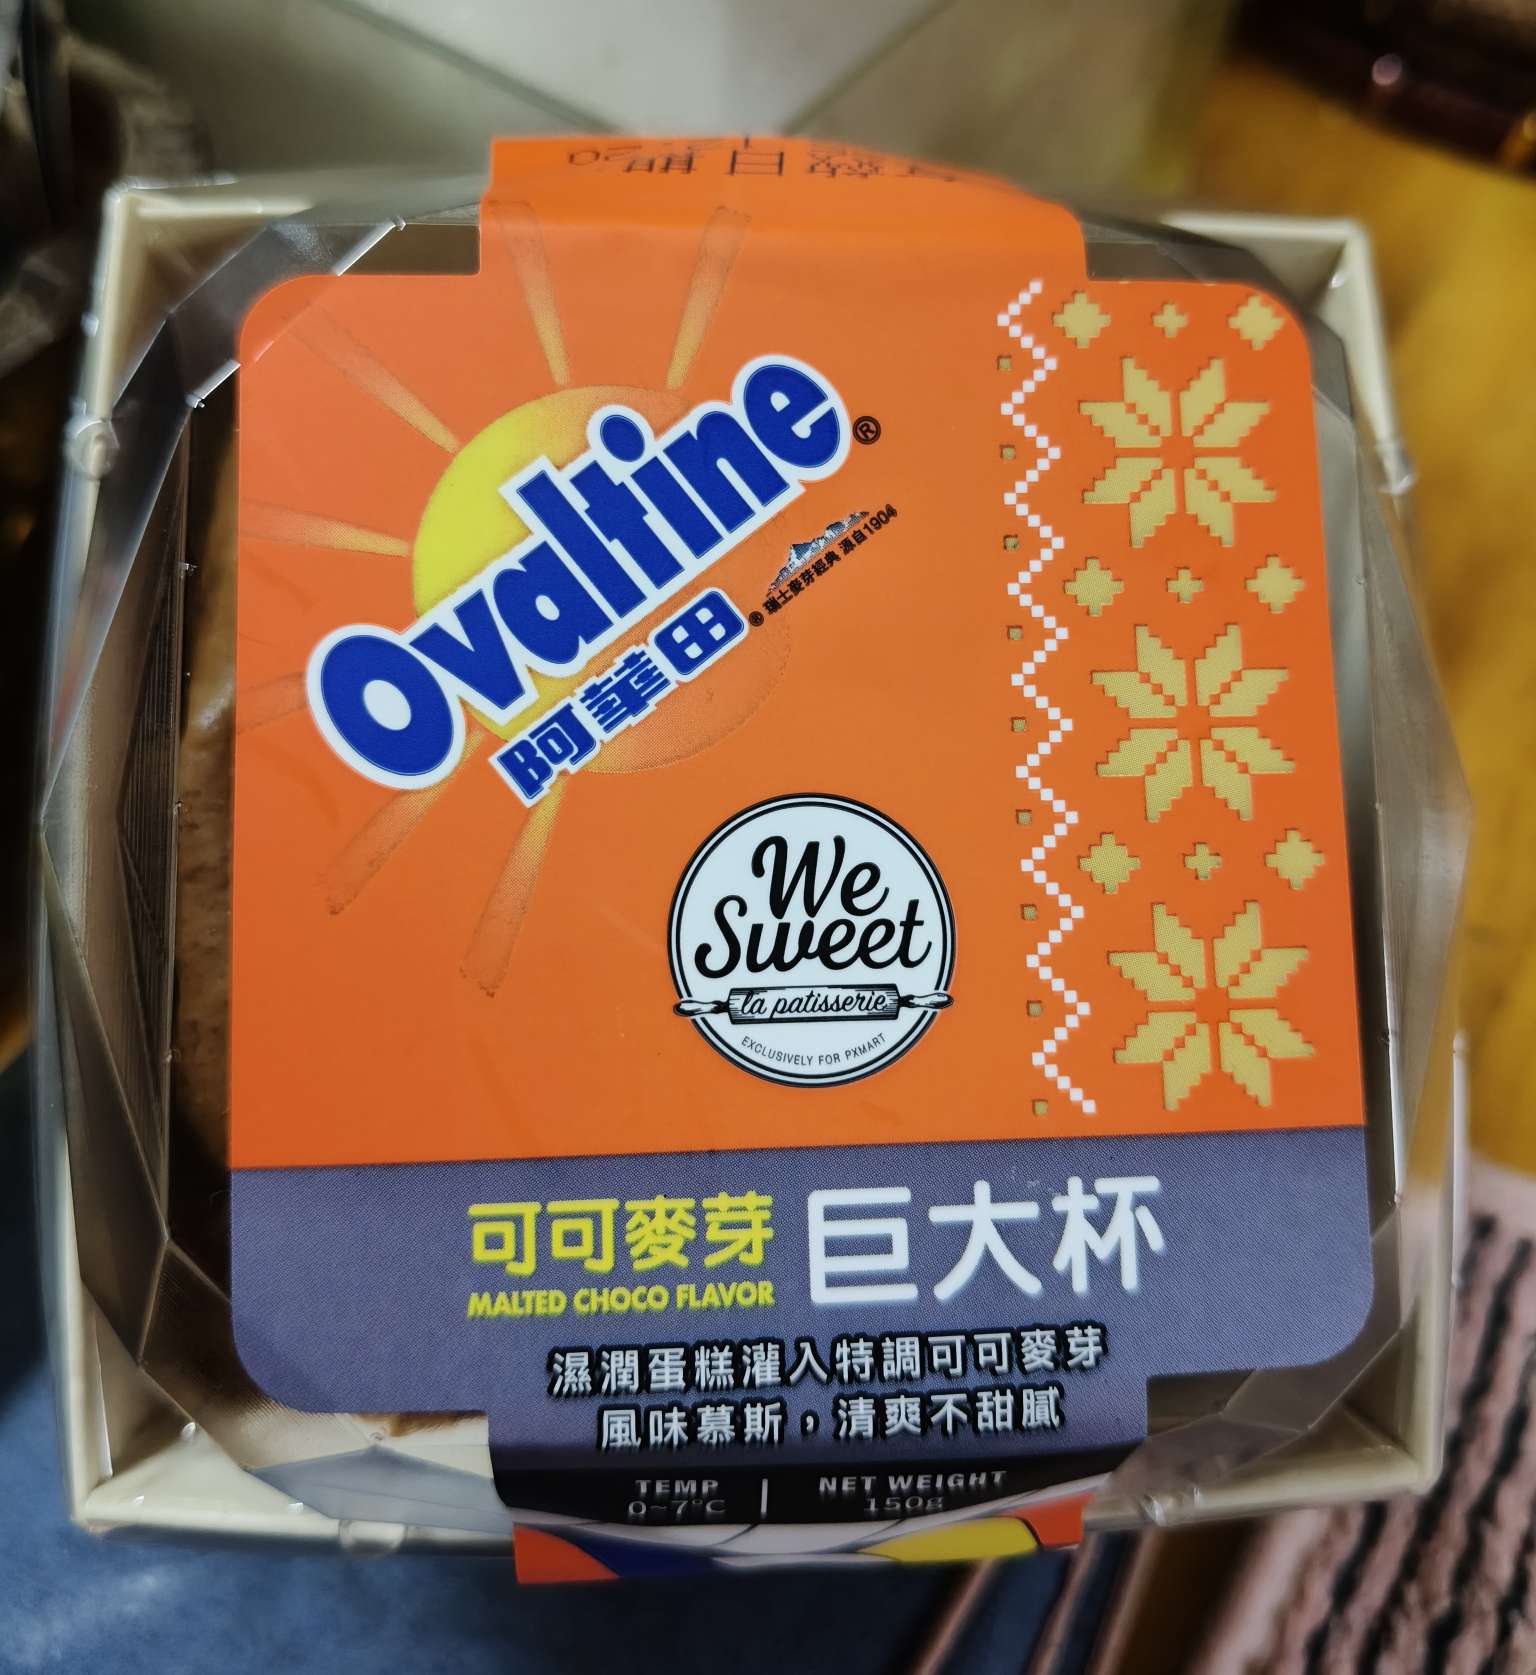 Ovaltine®
阿華田®
瑞士麥芽經典 源自1904
We
Sweet
la patisserie
EXCLUSIVELY FOR PXMART
可可麥芽 巨大杯
MALTED CHOCO FLAVOR
濕潤蛋糕灌入特調可可麥芽
風味慕斯，清爽不甜膩
TEMP | NET WEIGHT
0~7°C 150g